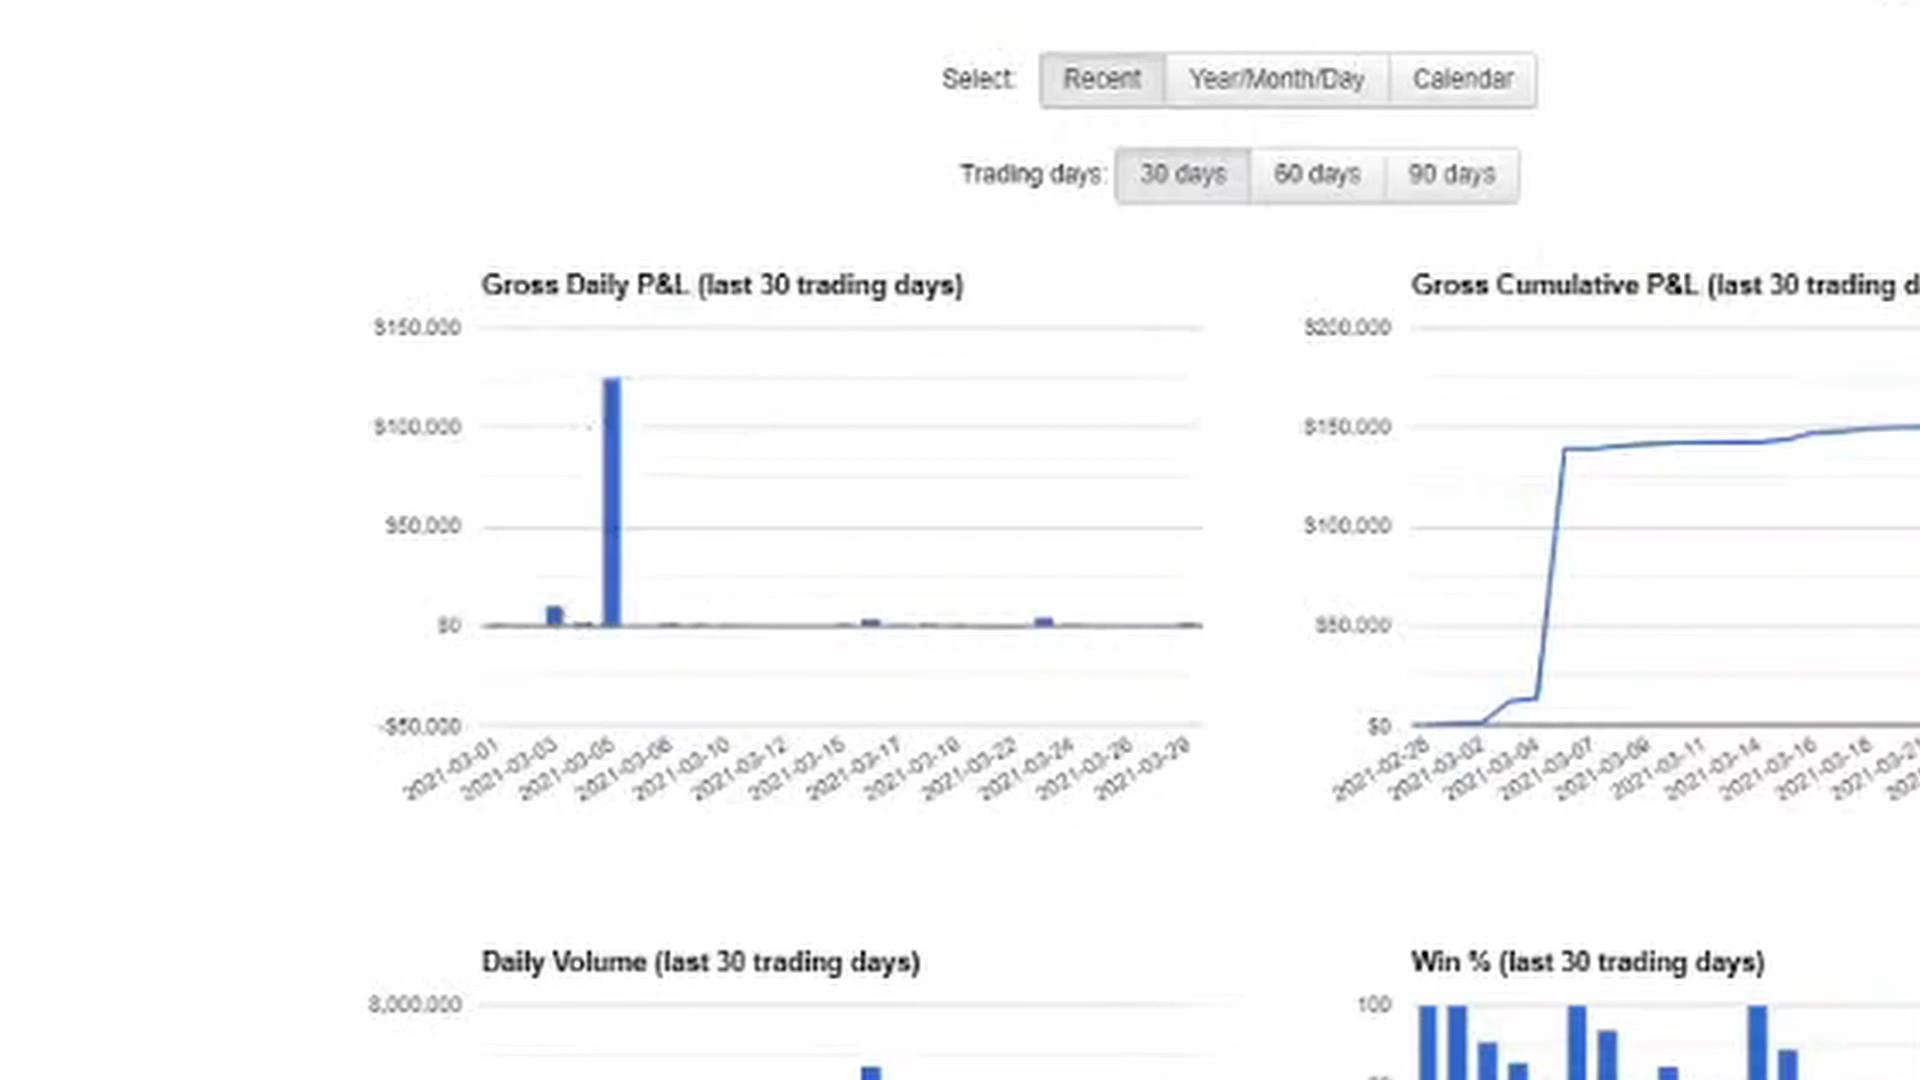 Select: Recent Year/Month/Day Calendar
Trading days: 30 days 60 days 90 days
Gross Daily P&L (last 30 trading days)
$150,000
$100,000
$50,000
$0
-$50,000
2021-03-01 2021-03-03 2021-03-05 2021-03-08 2021-03-10 2021-03-12 2021-03-15 2021-03-17 2021-03-19 2021-03-22 2021-03-24 2021-03-26 2021-03-29
Gross Cumulative P&L (last 30 trading d
$200,000
$150,000
$100,000
$50,000
$0
2021-02-28 2021-03-02 2021-03-04 2021-03-07 2021-03-09 2021-03-11 2021-03-14 2021-03-16 2021-03-18
Daily Volume (last 30 trading days)
8,000,000
Win % (last 30 trading days)
100